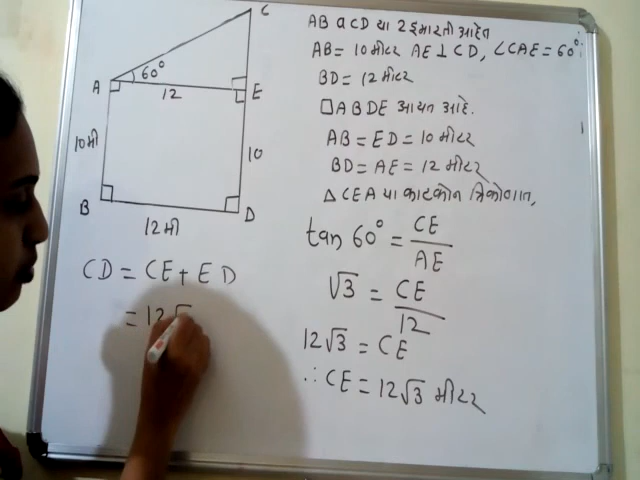 C
A
60°
12
E
10मी
10
B
D
12मी
CD = CE + ED
= 12√
AB व CD या 2 इमारती आहेत
AB = 10 मीटर AE ⊥ CD, ∠CAE = 60°
BD = 12 मीटर
□ABDE आयत आहे.
AB = ED = 10 मीटर
BD = AE = 12 मीटर
△CEA या काटकोन त्रिकोणात,
tan 60° = CE/AE
√3 = CE/12
12√3 = CE
∴ CE = 12√3 मीटर